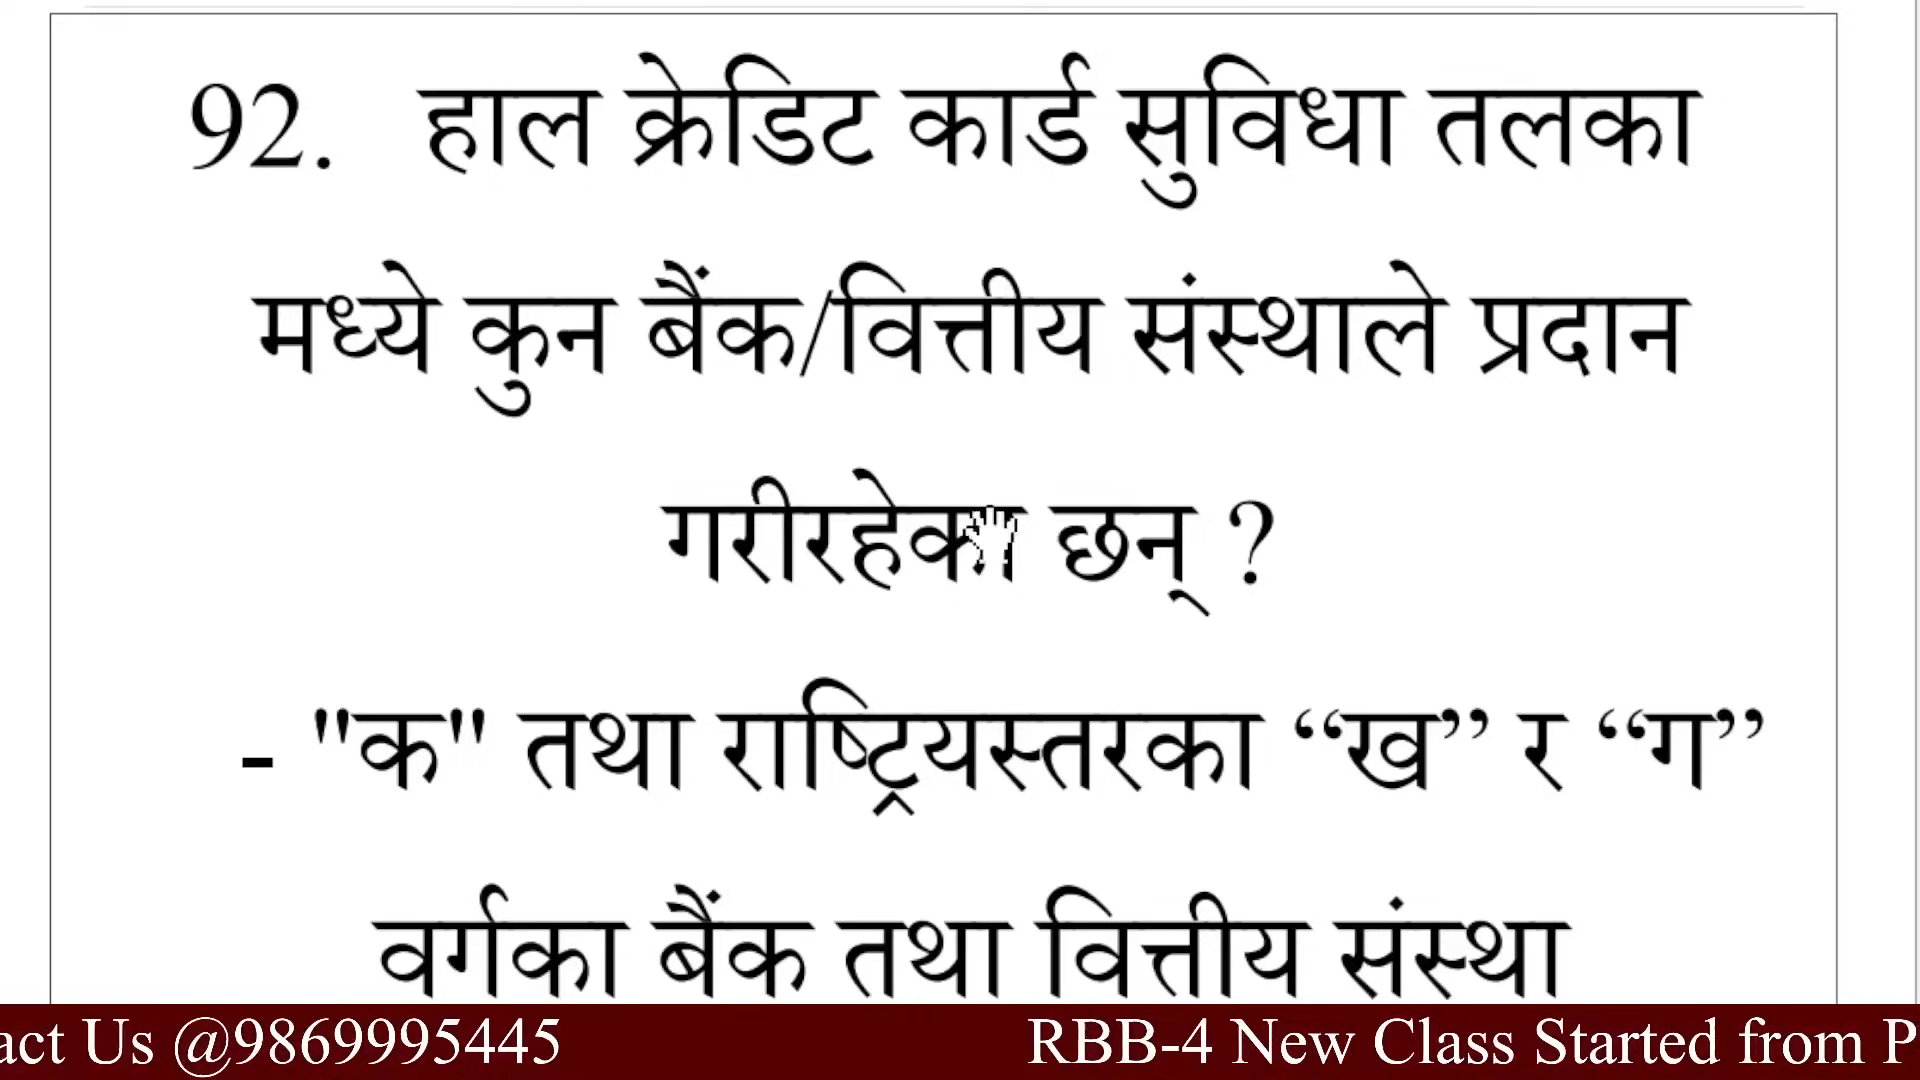 92. हाल क्रेडिट कार्ड सुविधा तलका
मध्ये कुन बैंक/वित्तीय संस्थाले प्रदान
गरीरहेका छन् ?
- "क" तथा राष्ट्रियस्तरका “ख” र “ग”
वर्गका बैंक तथा वित्तीय संस्था
act Us @9869995445 RBB-4 New Class Started from P